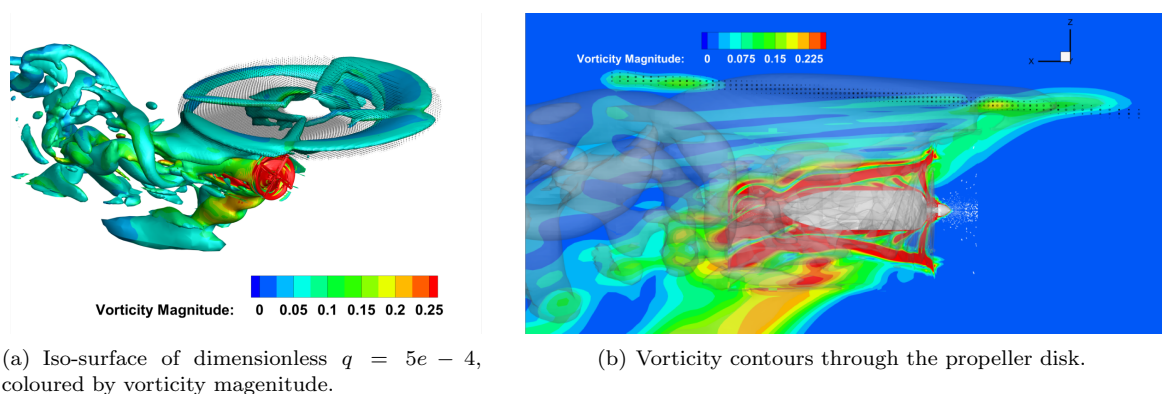 Vorticity Magnitude:
0 0.05 0.1 0.15 0.2 0.25
Vorticity Magnitude:
0 0.075 0.15 0.225
Z
X
(a) Iso-surface of dimensionless q = 5e − 4,
coloured by vorticity magenitude.
(b) Vorticity contours through the propeller disk.